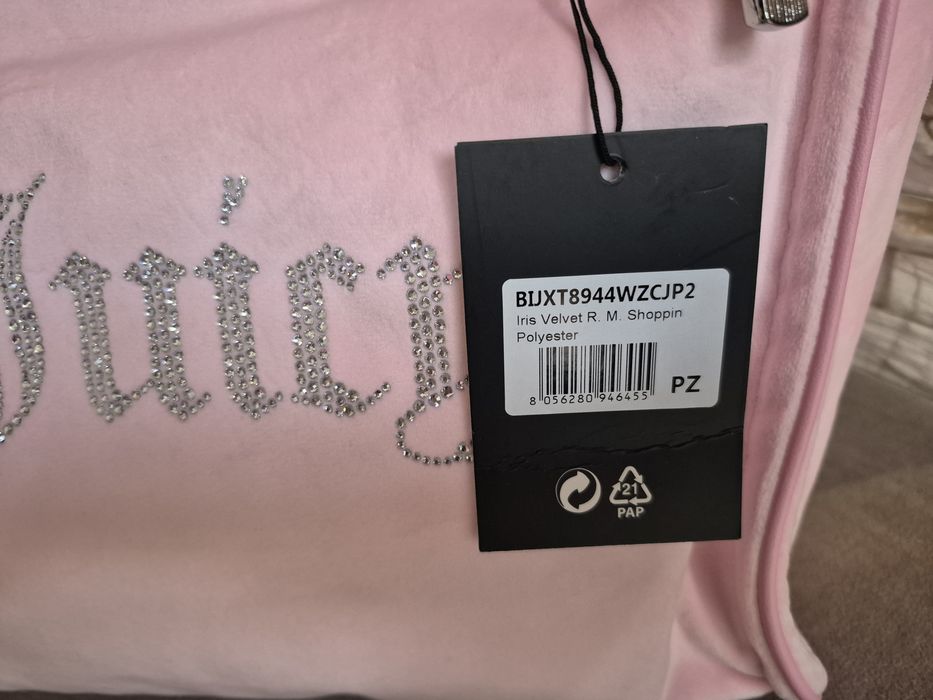 Juicy
BIJXT8944WZCJP2
Iris Velvet R. M. Shoppin
Polyester
8 056280 946455
PZ
21
PAP